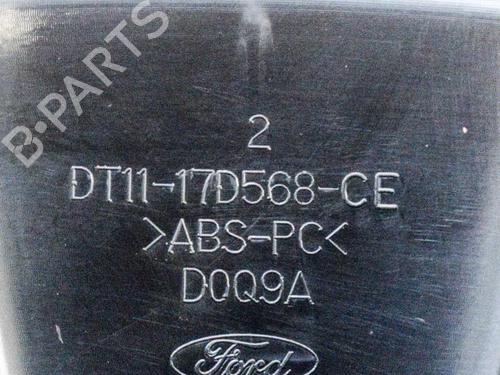 B-PARTS
2
DT11-17D568-CE
>ABS-PC<
D0Q9A
Ford